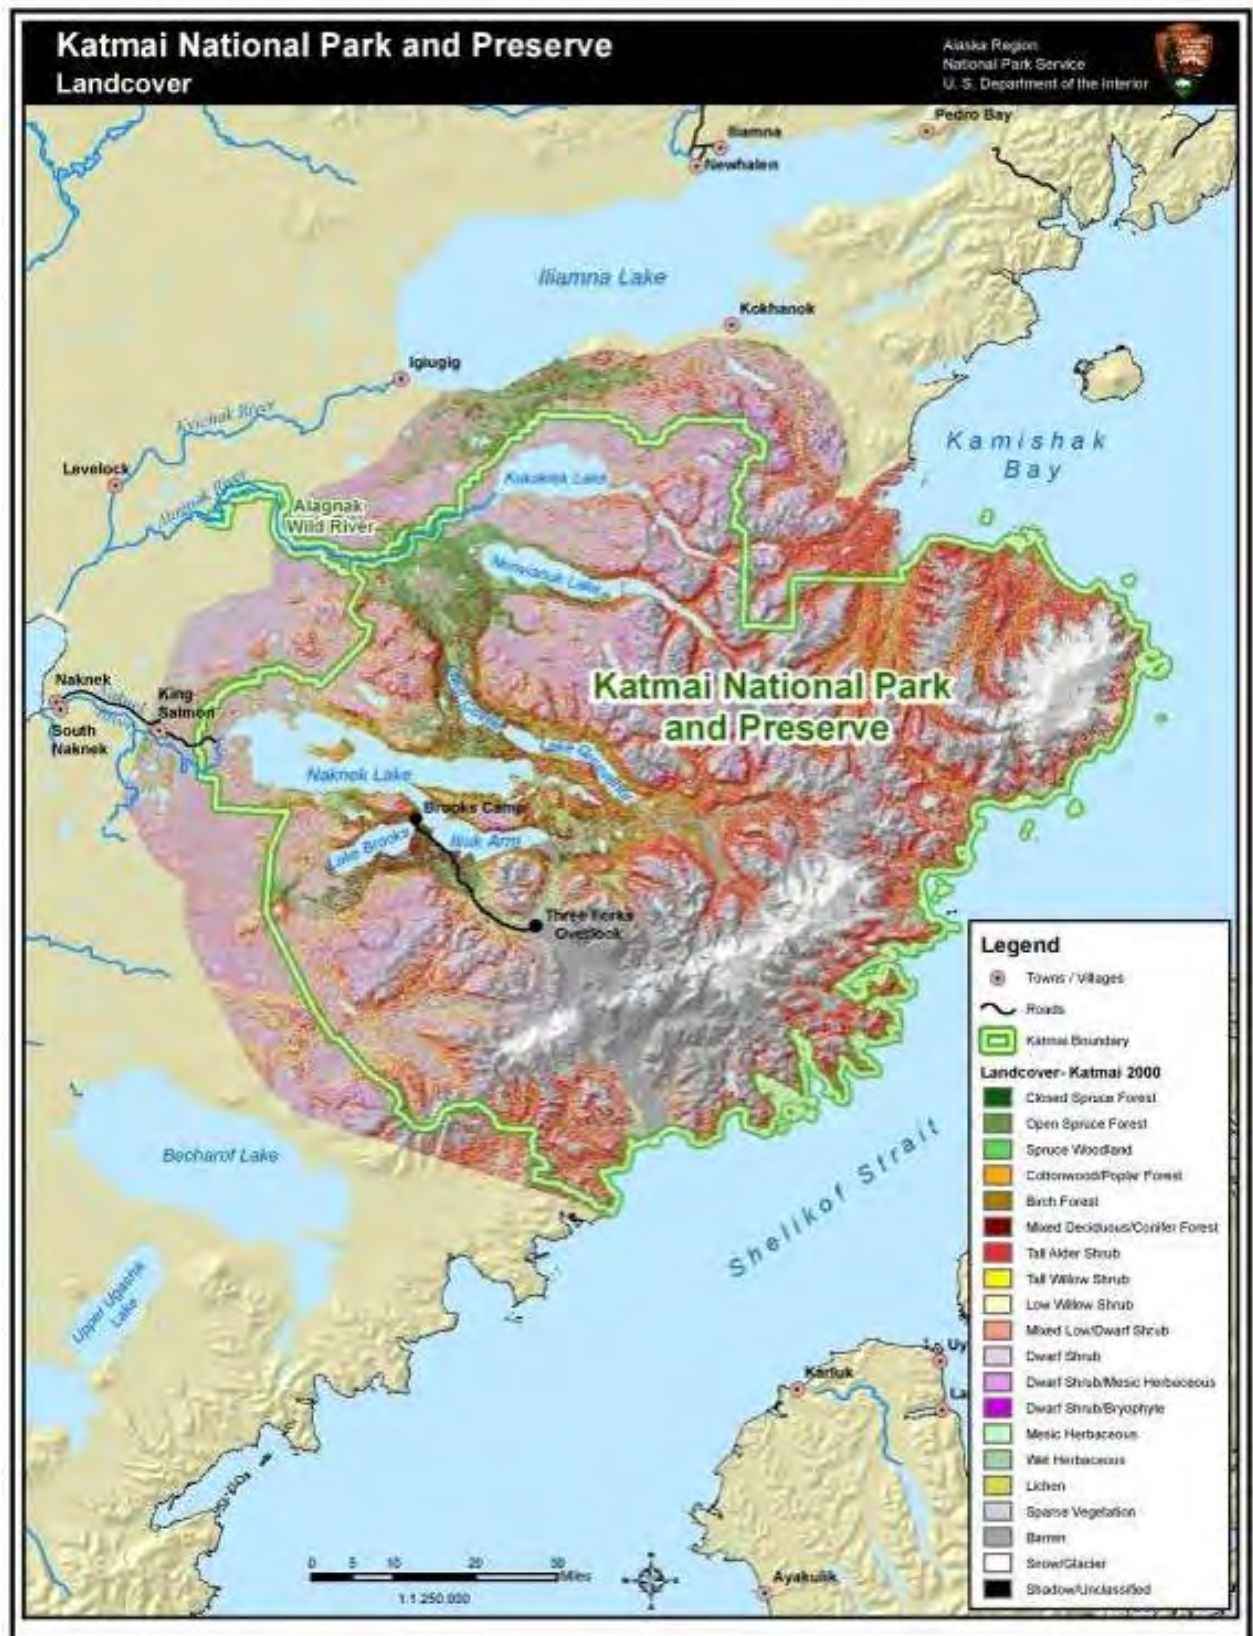 Katmai National Park and Preserve
Landcover
Alaska Region
National Park Service
U. S. Department of the Interior
Pedro Bay
Iliamna
Newhalen
Iliamna Lake
Kokhanok
Igiugig
Kvichak River
Kamishak
Bay
Levelock
Alagnak River
Kukaklek Lake
Alagnak
Wild River
Nonvianuk Lake
Katmai National Park
and Preserve
Naknek
King
Salmon
South
Naknek
Lake Grosvenor
Naknek Lake
Brooks Camp
Lake Brooks
Iliuk Arm
Three Forks
Overlook
Becharof Lake
Shelikof Strait
Upper Ugashik
Lake
Karluk
Uy
La
Ayakulik
0 5 10 20 30
Miles
1:1,250,000
Legend
Towns / Villages
Roads
Katmai Boundary
Landcover- Katmai 2000
Closed Spruce Forest
Open Spruce Forest
Spruce Woodland
Cottonwood/Poplar Forest
Birch Forest
Mixed Deciduous/Conifer Forest
Tall Alder Shrub
Tall Willow Shrub
Low Willow Shrub
Mixed Low/Dwarf Shrub
Dwarf Shrub
Dwarf Shrub/Mesic Herbaceous
Dwarf Shrub/Bryophyte
Mesic Herbaceous
Wet Herbaceous
Lichen
Sparse Vegetation
Barren
Snow/Glacier
Shadow/Unclassified